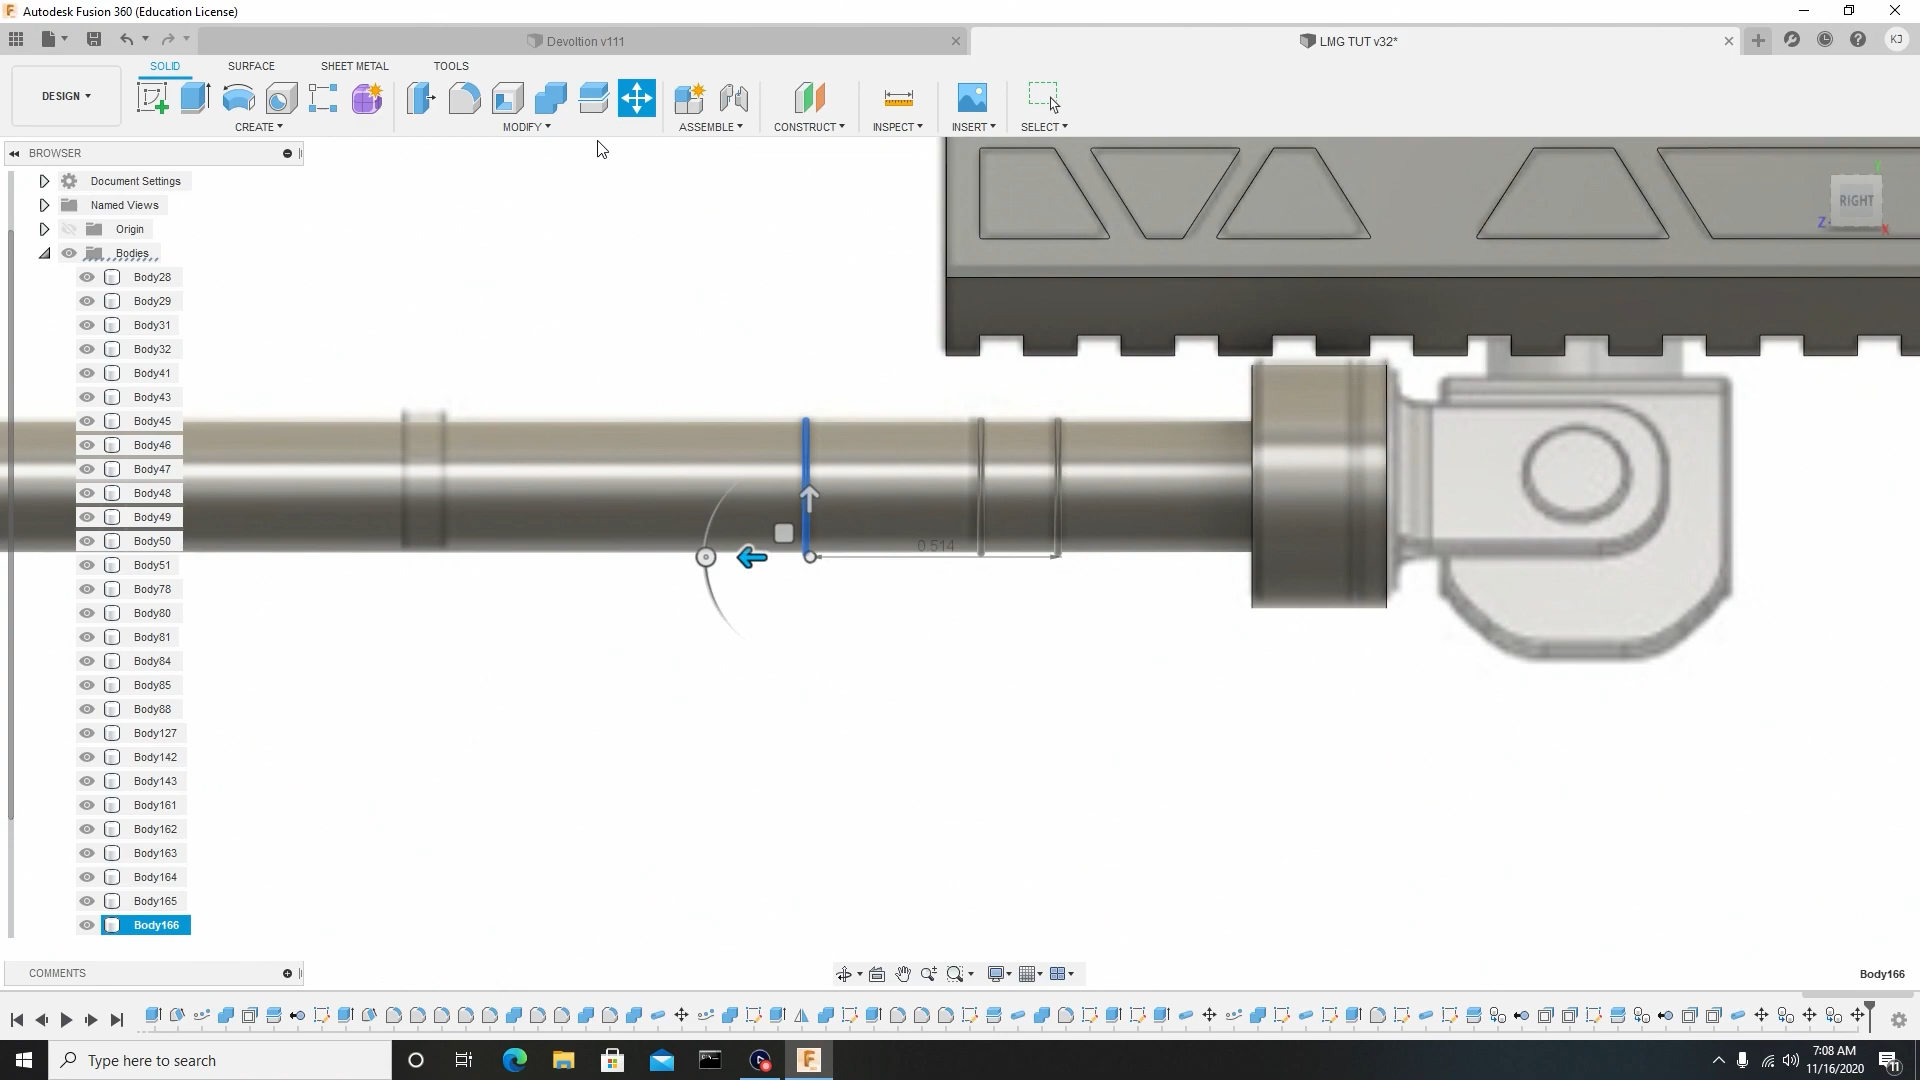 Autodesk Fusion 360 (Education License)
Devoltion v111
LMG TUT v32*
KJ
DESIGN
SOLID
SURFACE
SHEET METAL
TOOLS
CREATE
MODIFY
ASSEMBLE
CONSTRUCT
INSPECT
INSERT
SELECT
BROWSER
Document Settings
Named Views
Origin
Bodies
Body28
Body29
Body31
Body32
Body41
Body43
Body45
Body46
Body47
Body48
Body49
Body50
Body51
Body78
Body80
Body81
Body84
Body85
Body88
Body127
Body142
Body143
Body161
Body162
Body163
Body164
Body165
Body166
0.514
Y
RIGHT
Z
X
COMMENTS
Body166
Type here to search
7:08 AM
11/16/2020
11